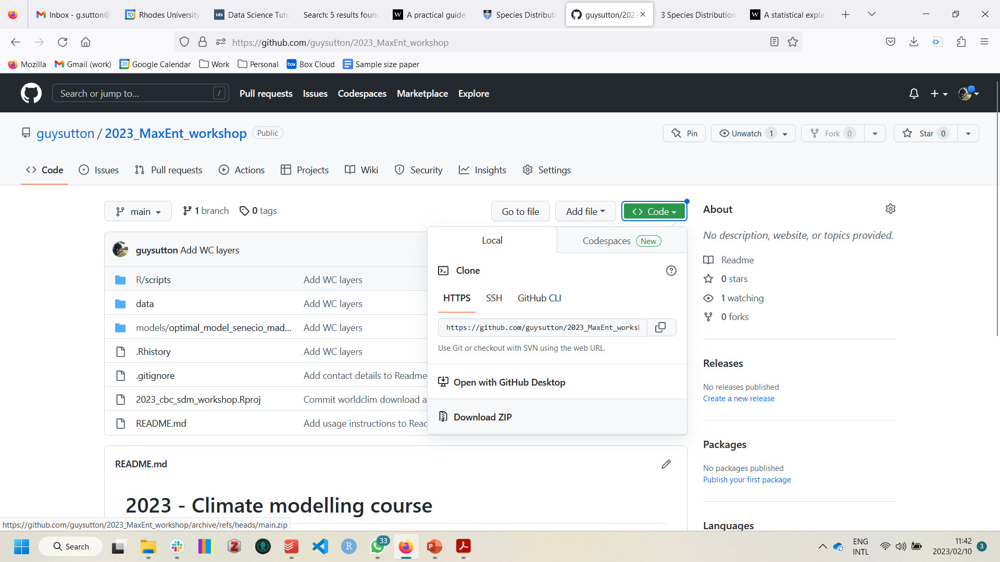 Inbox - g.sutton@
Rhodes University
Data Science Tuto
Search: 5 results found
A practical guide
Species Distributi
guysutton/2023
3 Species Distribution
A statistical expla
https://github.com/guysutton/2023_MaxEnt_workshop
Mozilla
Gmail (work)
Google Calendar
Work
Personal
Box Cloud
Sample size paper
Search or jump to...
/
Pull requests
Issues
Codespaces
Marketplace
Explore
guysutton / 2023_MaxEnt_workshop
Public
Pin
Unwatch 1
Fork 0
Star 0
Code
Issues
Pull requests
Actions
Projects
Wiki
Security
Insights
Settings
main
1 branch
0 tags
Go to file
Add file
Code
guysutton Add WC layers
R/scripts
Add WC layers
data
Add WC layers
models/optimal_model_senecio_mad...
Add WC layers
.Rhistory
Add WC layers
.gitignore
Add contact details to Readme
2023_cbc_sdm_workshop.Rproj
Commit worldclim download a
README.md
Add usage instructions to Read
Local
Codespaces New
Clone
HTTPS
SSH
GitHub CLI
https://github.com/guysutton/2023_MaxEnt_worksh
Use Git or checkout with SVN using the web URL.
Open with GitHub Desktop
Download ZIP
About
No description, website, or topics provided.
Readme
0 stars
1 watching
0 forks
Releases
No releases published
Create a new release
Packages
No packages published
Publish your first package
Languages
README.md
2023 - Climate modelling course
https://github.com/guysutton/2023_MaxEnt_workshop/archive/refs/heads/main.zip
Search
33
ENG
INTL
11:42
2023/02/10
3